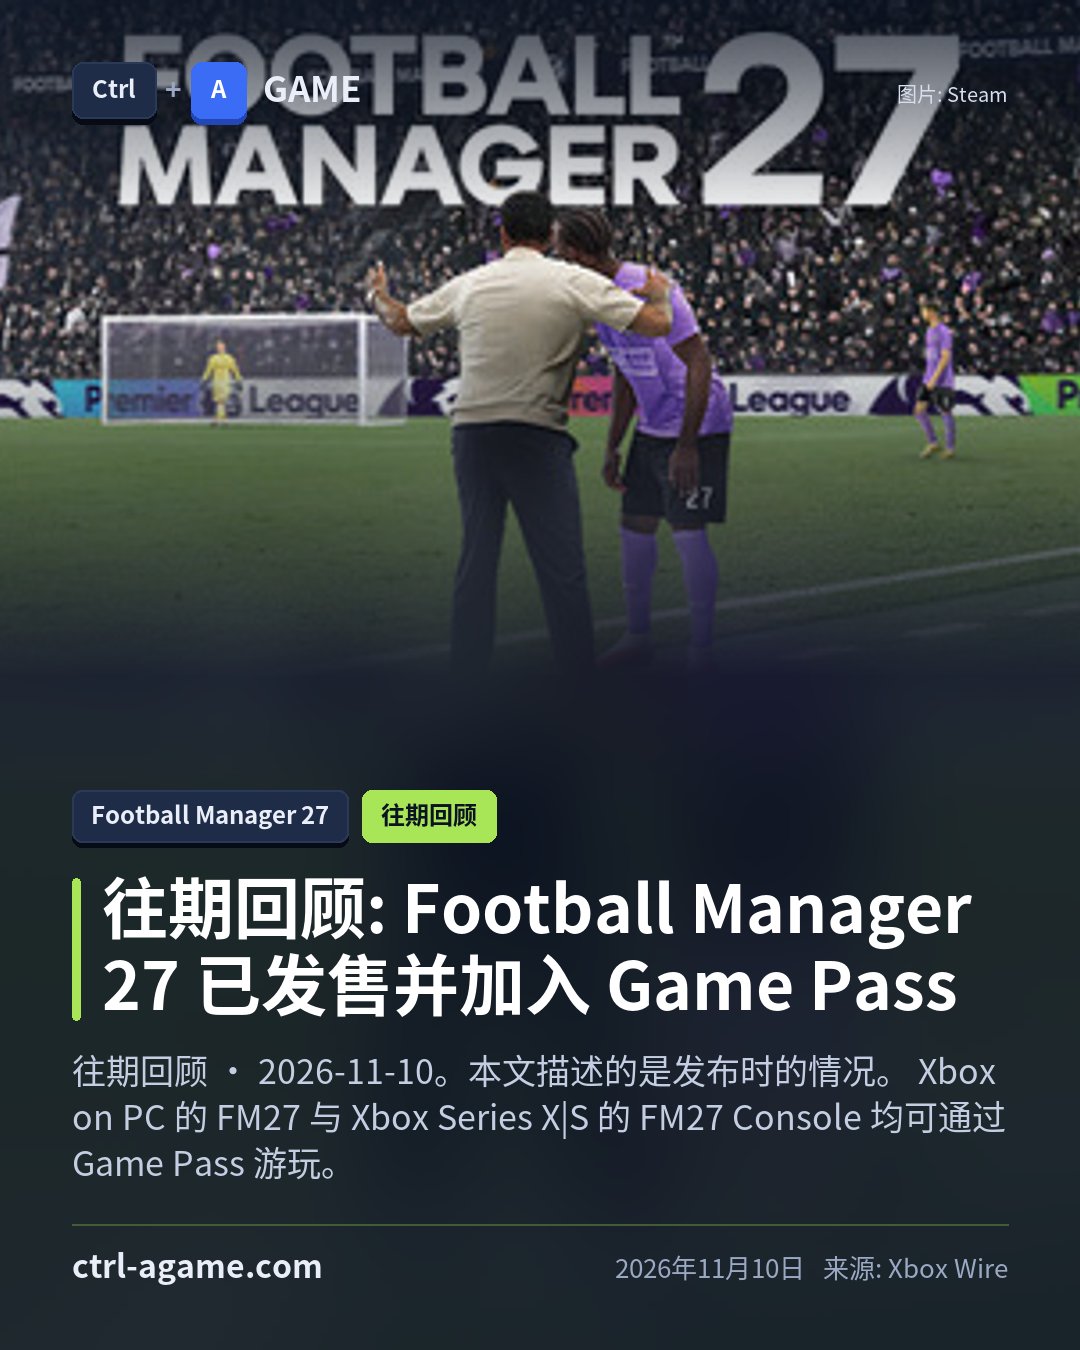 FOOTBALL
MANAGER 27
Ctrl + A GAME
图片: Steam
Premier League
League
27
Football Manager 27
往期回顾
往期回顾: Football Manager
27 已发售并加入 Game Pass
往期回顾 · 2026-11-10。本文描述的是发布时的情况。 Xbox
on PC 的 FM27 与 Xbox Series X|S 的 FM27 Console 均可通过
Game Pass 游玩。
ctrl-agame.com
2026年11月10日 来源: Xbox Wire